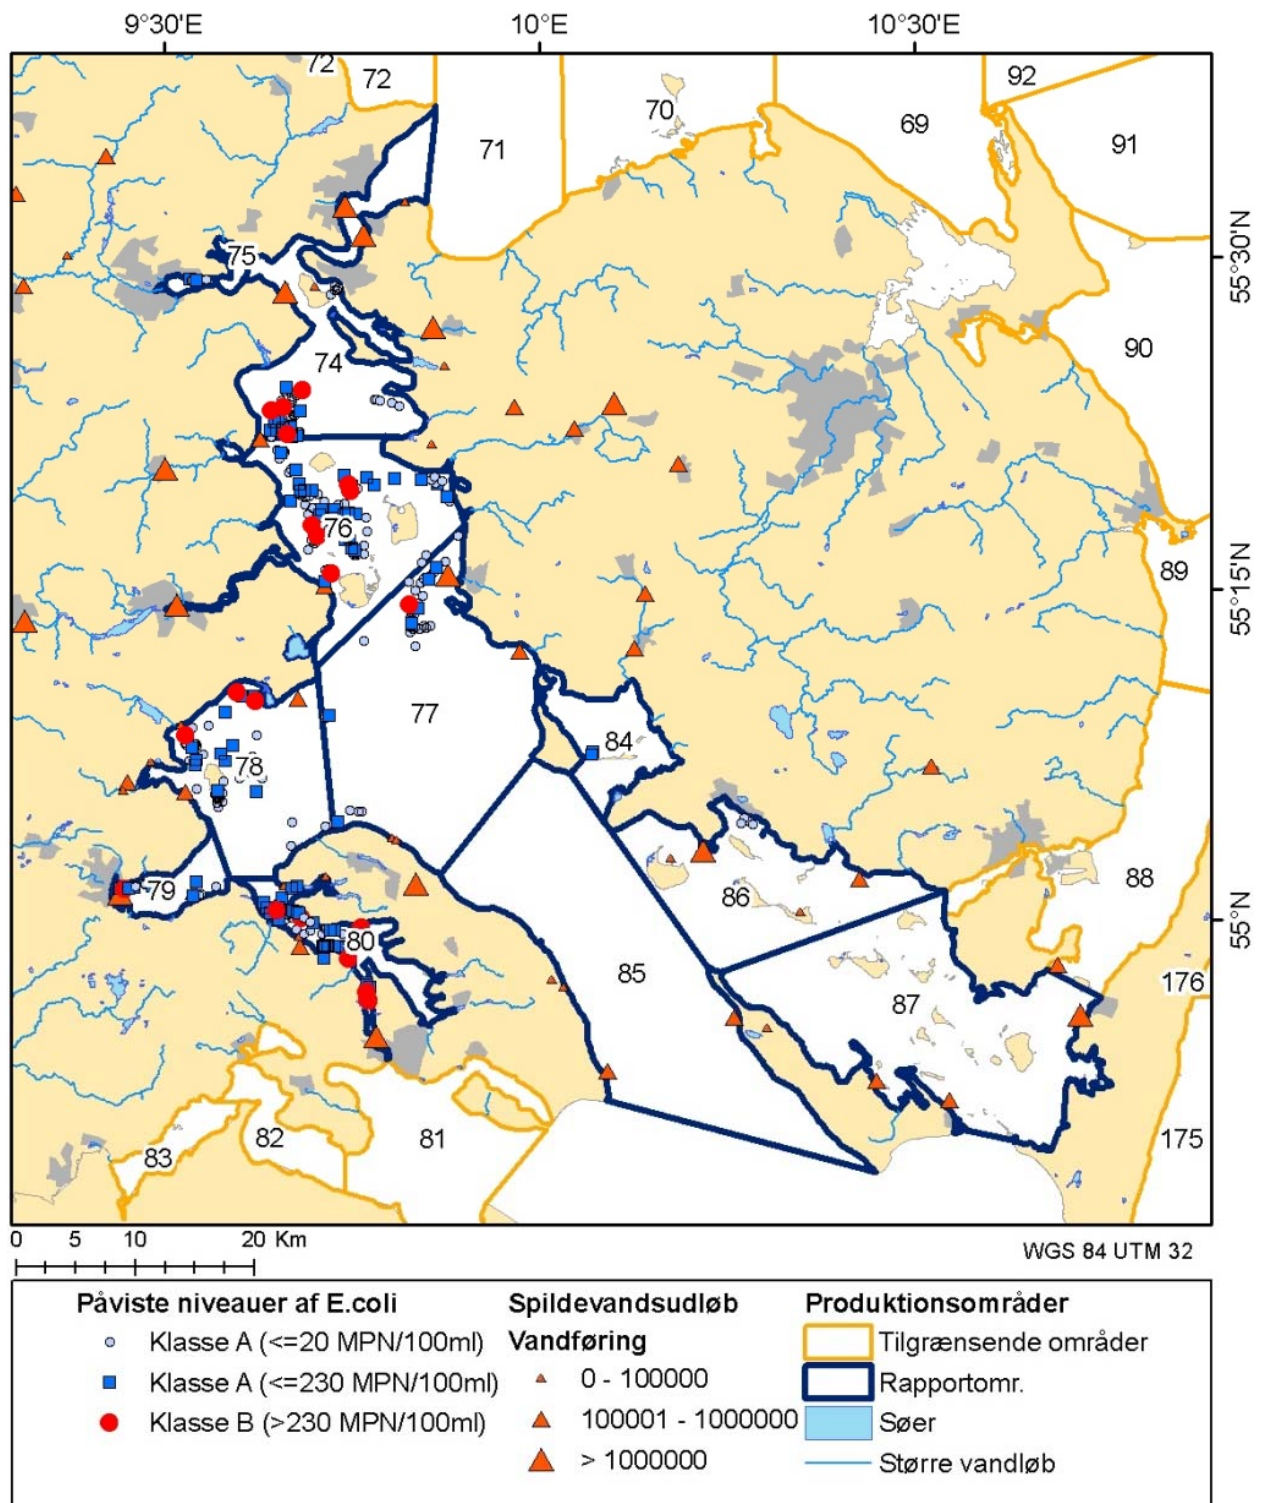 9°30'E 10°E 10°30'E
72
72
92
70
69
91
71
75
55°30'N
90
74
76
89
55°15'N
77
84
78
79
86
88
80
55°N
85
176
87
82
81
83
175
0 5 10 20 Km
WGS 84 UTM 32
Påviste niveauer af E.coli
Klasse A (<=20 MPN/100ml)
Klasse A (<=230 MPN/100ml)
Klasse B (>230 MPN/100ml)
Spildevandsudløb
Vandføring
0 - 100000
100001 - 1000000
> 1000000
Produktionsområder
Tilgrænsende områder
Rapportomr.
Søer
Større vandløb